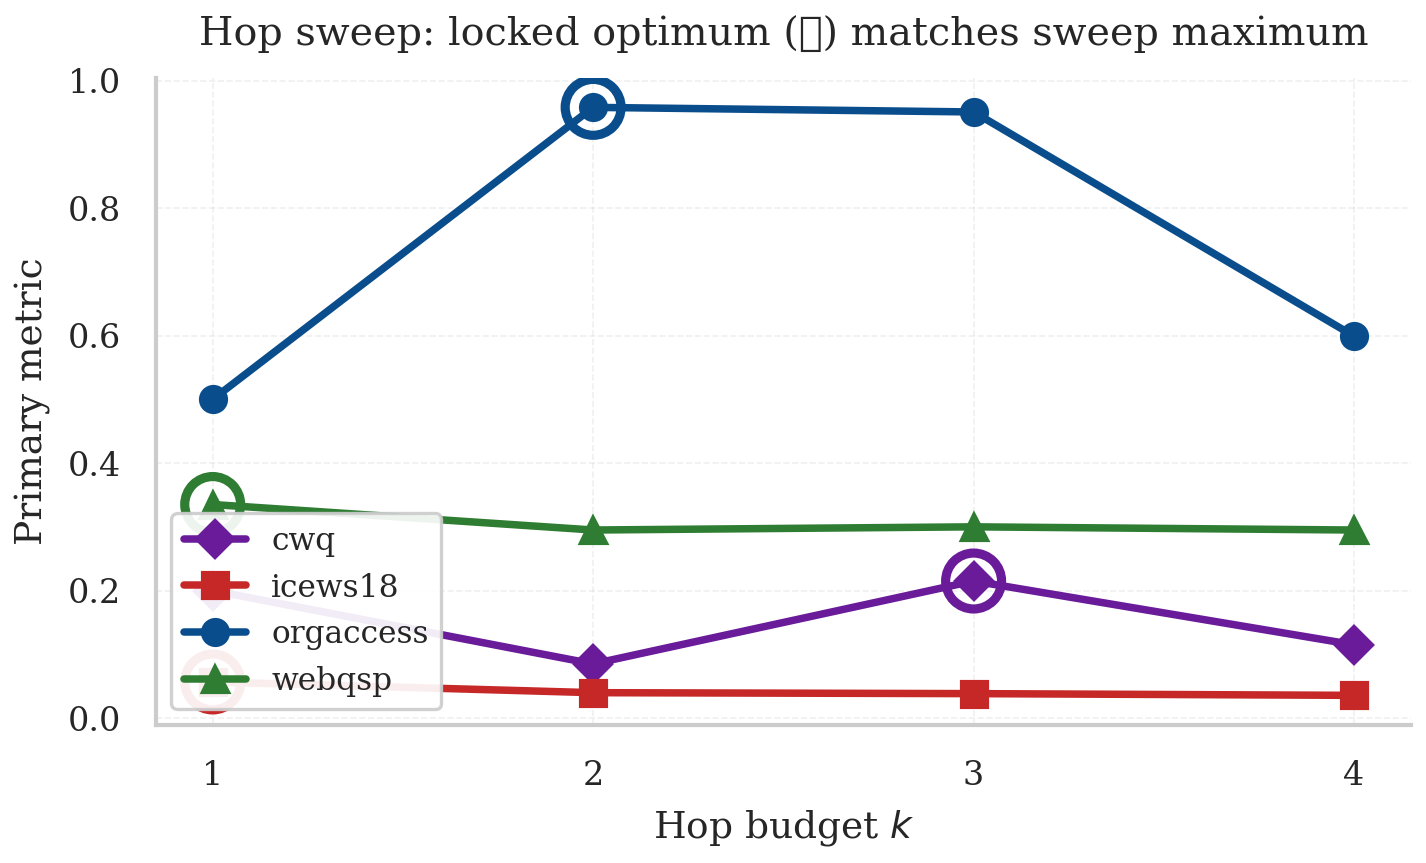 Hop sweep: locked optimum (▯) matches sweep maximum
Primary metric
1.0
0.8
0.6
0.4
0.2
0.0
cwq
icews18
orgaccess
webqsp
1 2 3 4
Hop budget k